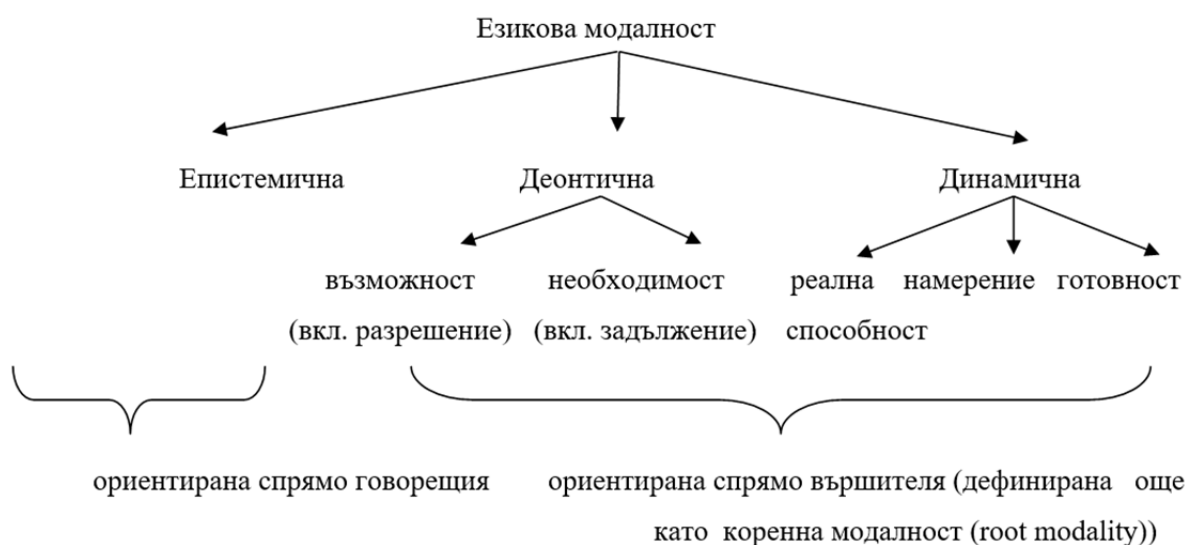 Езикова модалност
Епистемична Деонтична Динамична
възможност необходимост реална намерение готовност
(вкл. разрешение) (вкл. задължение) способност
ориентирана спрямо говорещия ориентирана спрямо вършителя (дефинирана още
като коренна модалност (root modality))